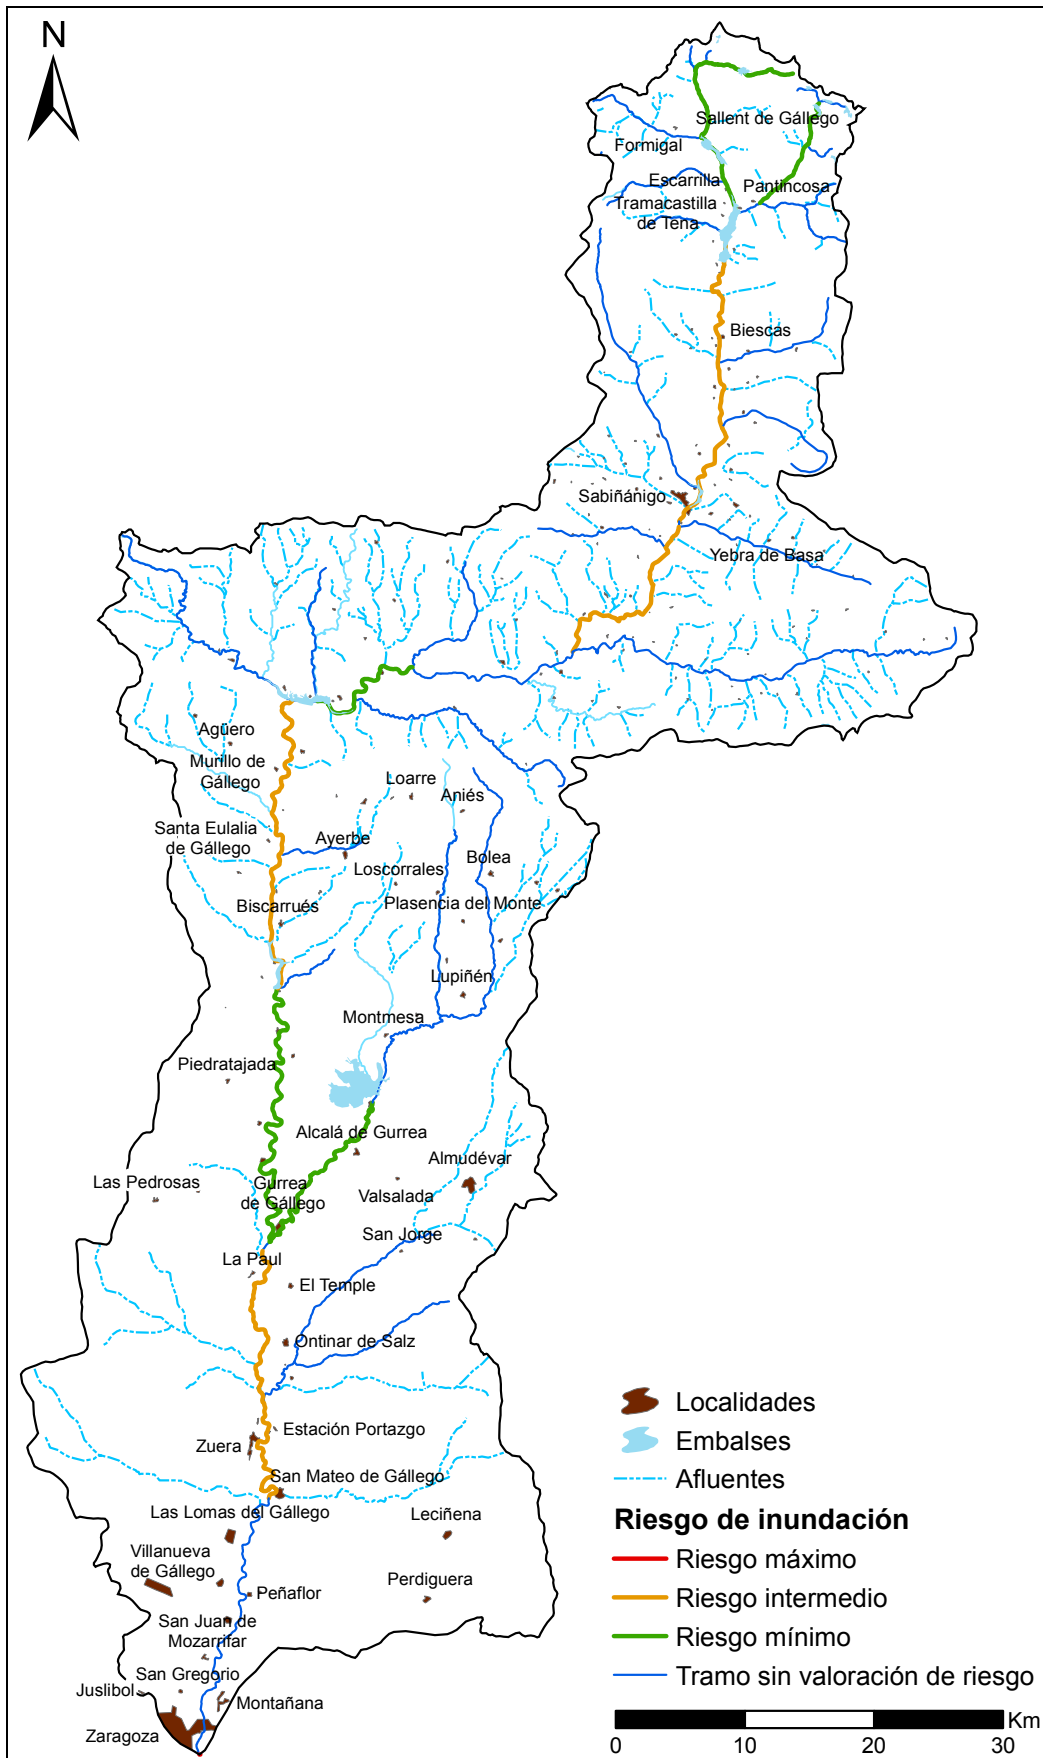 N
Sallent de Gállego
Formigal
Escarrilla
Pantincosa
Tramacastilla
de Tena
Biescas
Sabiñánigo
Yebra de Basa
Agüero
Murillo de
Gállego
Loarre
Aniés
Santa Eulalia
de Gállego
Ayerbe
Bolea
Loscorrales
Biscarrués
Plasencia del Monte
Lupiñén
Montmesa
Piedratajada
Alcalá de Gurrea
Almudévar
Las Pedrosas
Gurrea
de Gállego
Valsalada
San Jorge
La Paul
El Temple
Ontinar de Salz
Estación Portazgo
Zuera
San Mateo de Gállego
Las Lomas del Gállego
Leciñena
Villanueva
de Gállego
Peñaflor
Perdiguera
San Juan de
Mozarrifar
San Gregorio
Juslibol
Montañana
Zaragoza
Localidades
Embalses
Afluentes
Riesgo de inundación
Riesgo máximo
Riesgo intermedio
Riesgo mínimo
Tramo sin valoración de riesgo
Km
0 10 20 30